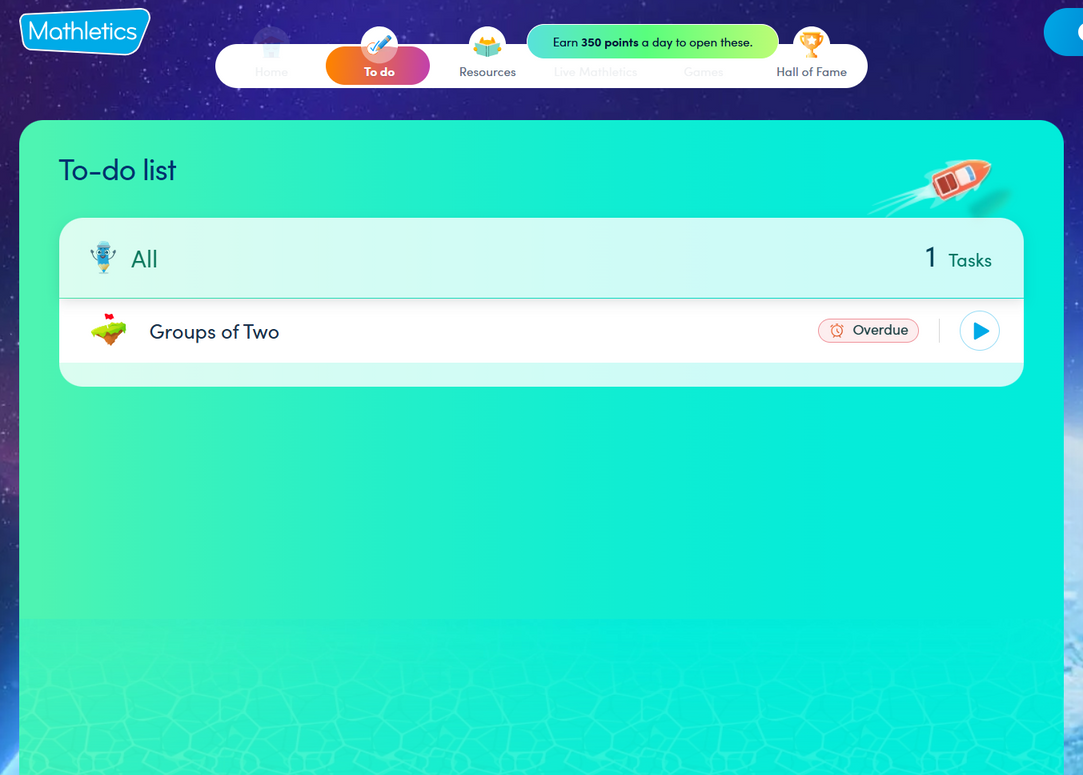 Mathletics
Earn 350 points a day to open these.
Home
To do
Resources
Live Mathletics
Games
Hall of Fame
To-do list
All
1 Tasks
Groups of Two
Overdue